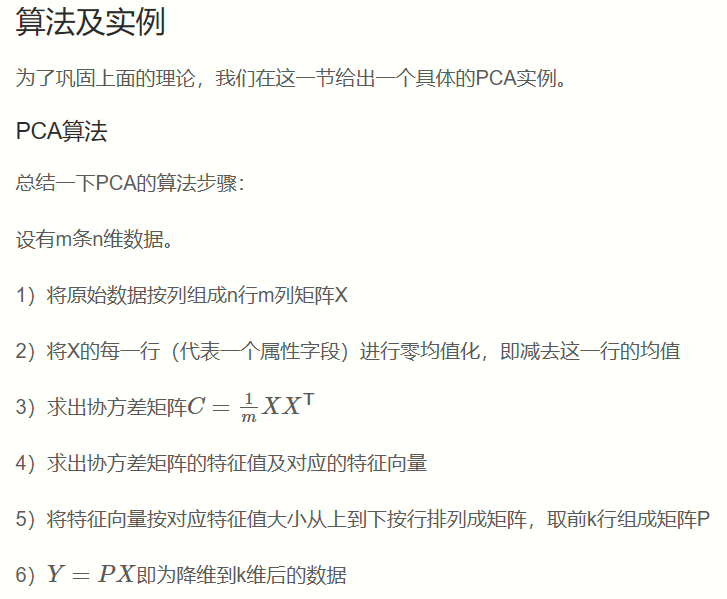 算法及实例
为了巩固上面的理论，我们在这一节给出一个具体的PCA实例。
PCA算法
总结一下PCA的算法步骤：
设有m条n维数据。
1）将原始数据按列组成n行m列矩阵X
2）将X的每一行（代表一个属性字段）进行零均值化，即减去这一行的均值
3）求出协方差矩阵$C = \frac{1}{m}XX^{\mathsf{T}}$
4）求出协方差矩阵的特征值及对应的特征向量
5）将特征向量按对应特征值大小从上到下按行排列成矩阵，取前k行组成矩阵P
6）$Y = PX$即为降维到k维后的数据